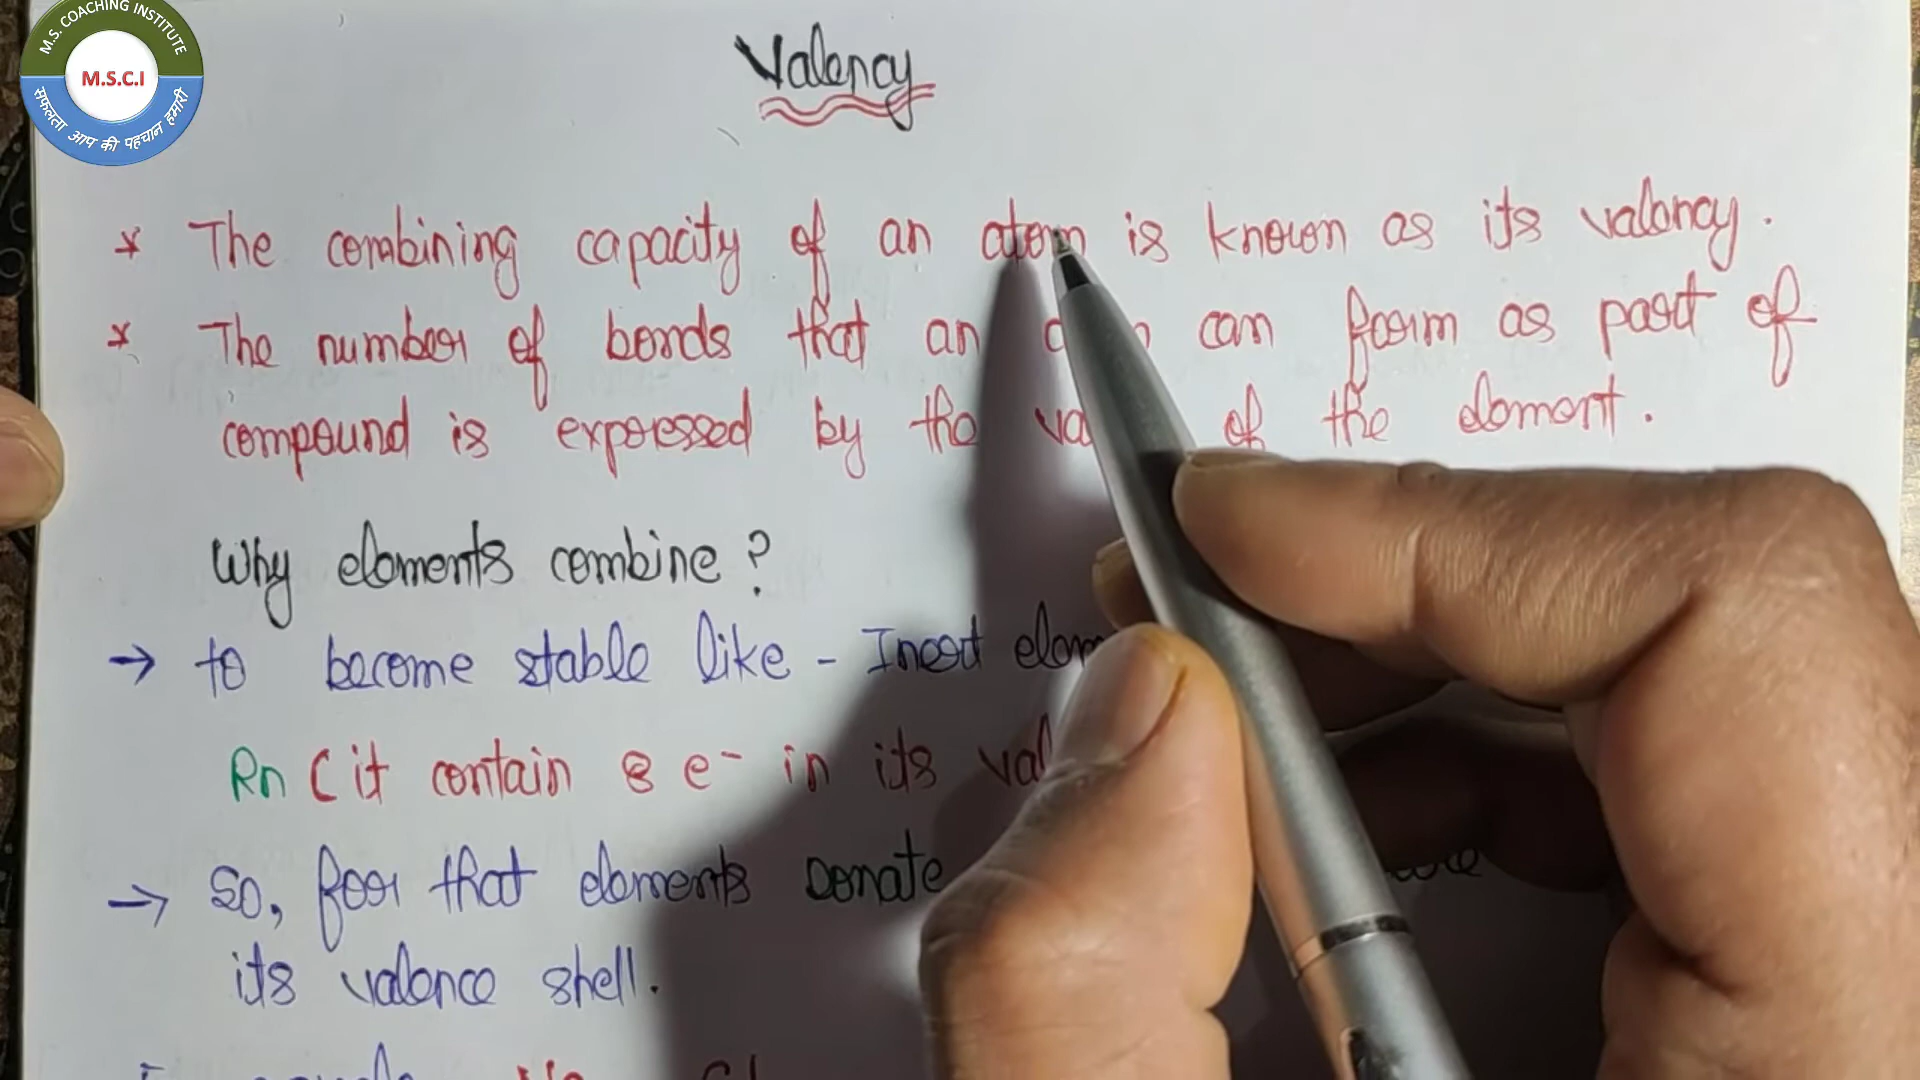 M.S. COACHING INSTITUTE
M.S.C.I
सफलता आप की पहचान हमारी
Valency
* The combining capacity of an atom is known as its valency.
* The number of bonds that an can form as part of
compound is expressed by the of the element.
Why elements combine ?
→ to become stable like - Inert
Rn ( it contain 8 e⁻ in its
→ so, for that elements Donate
its valence shell.